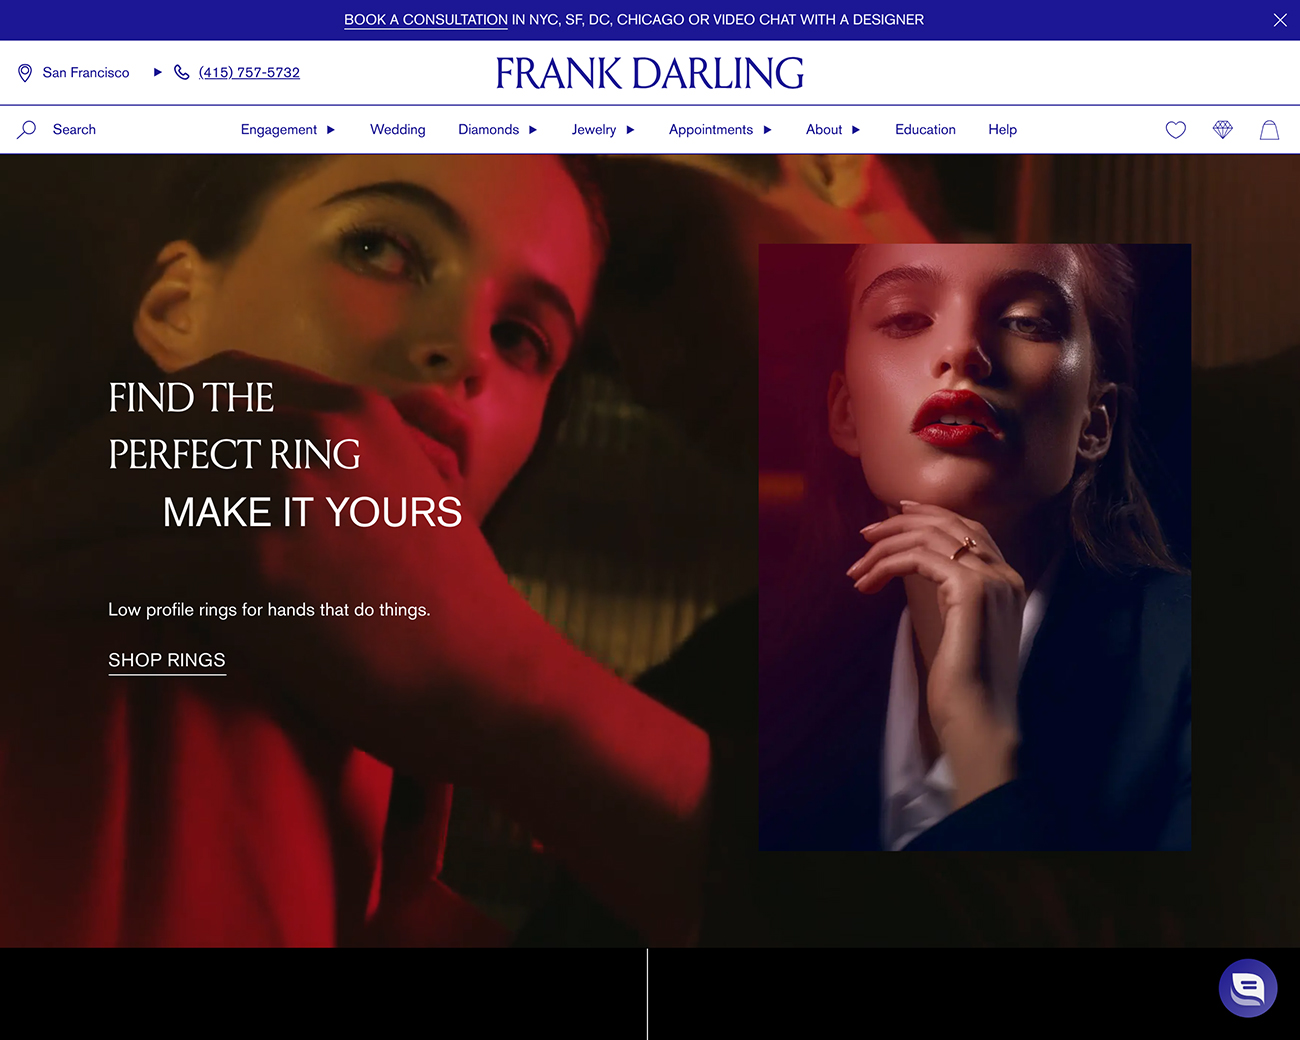 BOOK A CONSULTATION IN NYC, SF, DC, CHICAGO OR VIDEO CHAT WITH A DESIGNER
San Francisco
(415) 757-5732
FRANK DARLING
Search
Engagement
Wedding
Diamonds
Jewelry
Appointments
About
Education
Help
FIND THE
PERFECT RING
MAKE IT YOURS
Low profile rings for hands that do things.
SHOP RINGS